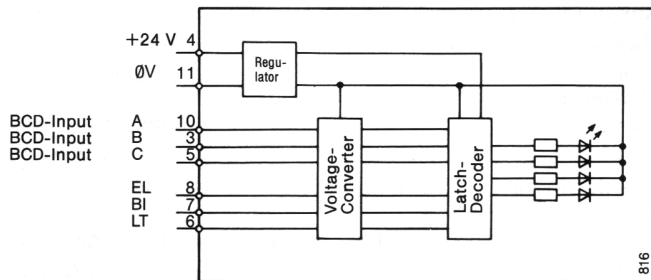 +24 V 4
Regu-
lator
ØV 11
BCD-Input A 10
BCD-Input B 3
BCD-Input C 5
EL 8
BI 7
LT 6
Voltage-
Converter
Latch-
Decoder
816